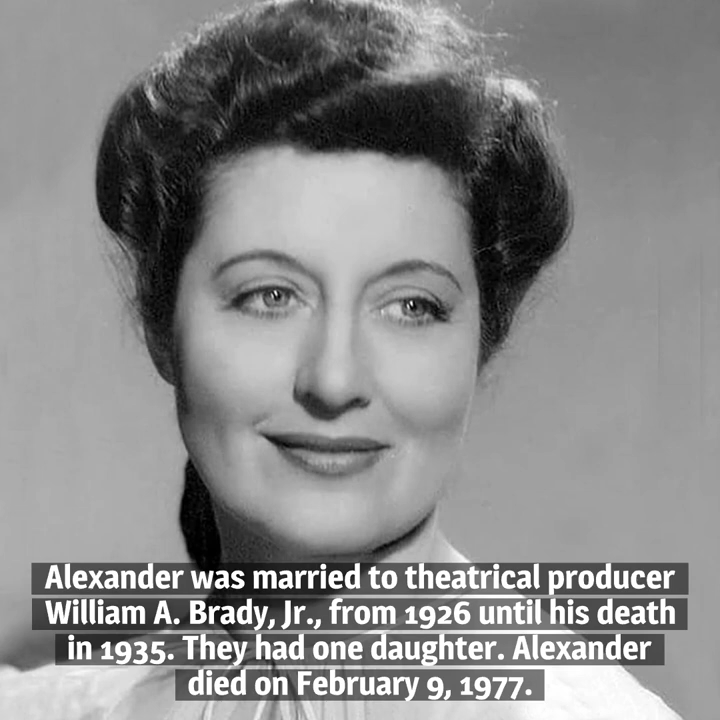 Alexander was married to theatrical producer
William A. Brady, Jr., from 1926 until his death
in 1935. They had one daughter. Alexander
died on February 9, 1977.